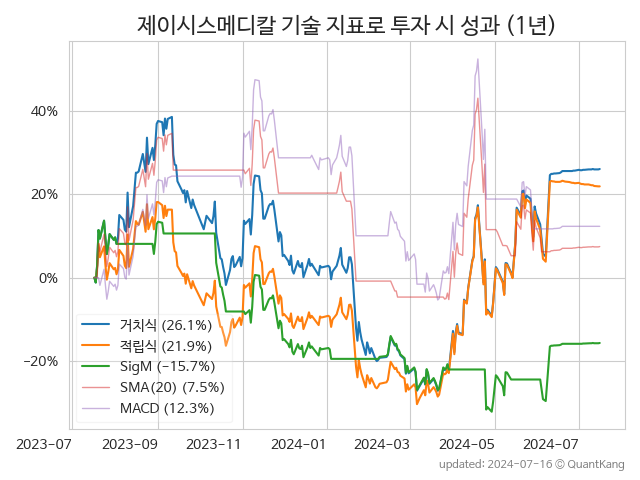 제이시스메디칼 기술 지표로 투자 시 성과 (1년)
40%
20%
0%
−20%
거치식 (26.1%)
적립식 (21.9%)
SigM (−15.7%)
SMA(20) (7.5%)
MACD (12.3%)
2023-07 2023-09 2023-11 2024-01 2024-03 2024-05 2024-07
updated: 2024-07-16 © QuantKang